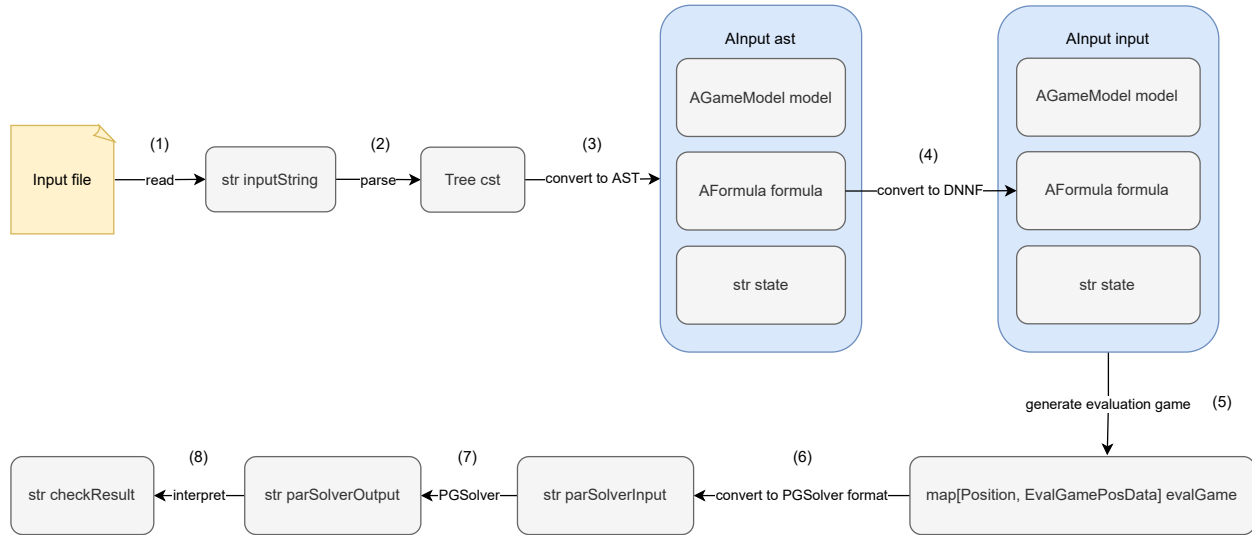 AInput ast
AInput input
AGameModel model
AGameModel model
(1)
(2)
(3)
(4)
Input file
read
str inputString
parse
Tree cst
convert to AST
AFormula formula
convert to DNNF
AFormula formula
str state
str state
generate evaluation game
(5)
(8)
(7)
(6)
str checkResult
interpret
str parSolverOutput
PGSolver
str parSolverInput
convert to PGSolver format
map[Position, EvalGamePosData] evalGame